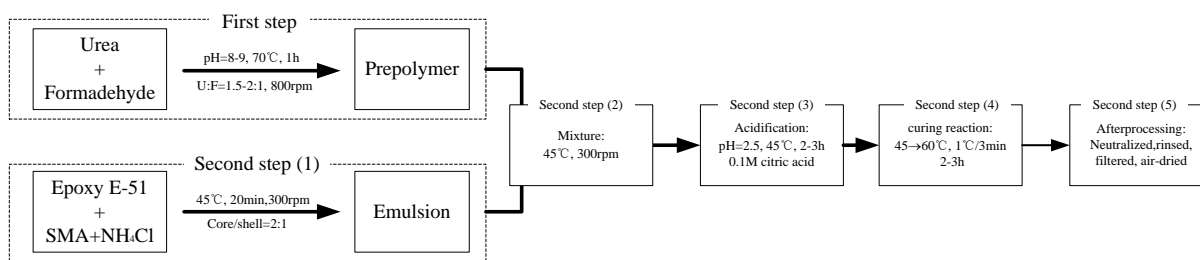 First step
Urea
+
Formadehyde
pH=8-9, 70℃, 1h
U:F=1.5-2:1, 800rpm
Prepolymer
Second step (1)
Epoxy E-51
+
SMA+NH₄Cl
45℃, 20min,300rpm
Core/shell=2:1
Emulsion
Second step (2)
Mixture:
45℃, 300rpm
Second step (3)
Acidification:
pH=2.5, 45℃, 2-3h
0.1M citric acid
Second step (4)
curing reaction:
45→60℃, 1℃/3min
2-3h
Second step (5)
Afterprocessing:
Neutralized,rinsed,
filtered, air-dried